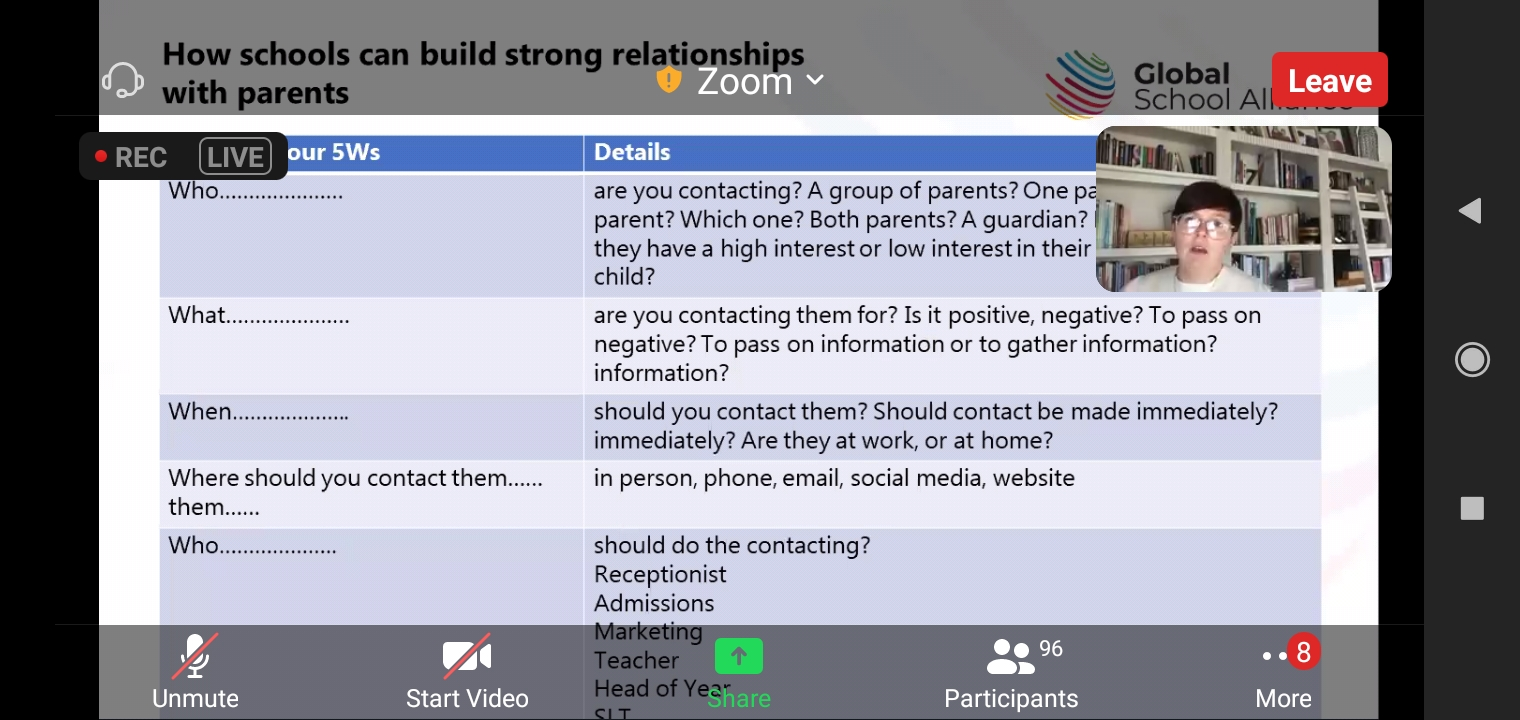 How schools can build strong relationships
with parents
Zoom
Global
School
Leave
REC LIVE
our 5Ws
Details
Who.....................
are you contacting? A group of parents? One
parent? Which one? Both parents? A guardian?
they have a high interest or low interest in their
child?
What.....................
are you contacting them for? Is it positive, negative? To pass on
negative? To pass on information or to gather information?
information?
When....................
should you contact them? Should contact be made immediately?
immediately? Are they at work, or at home?
Where should you contact them......
them......
in person, phone, email, social media, website
Who....................
should do the contacting?
Receptionist
Admissions
Marketing
Teacher
Head of Year
SLT
Unmute
Start Video
Share
96
Participants
8
More